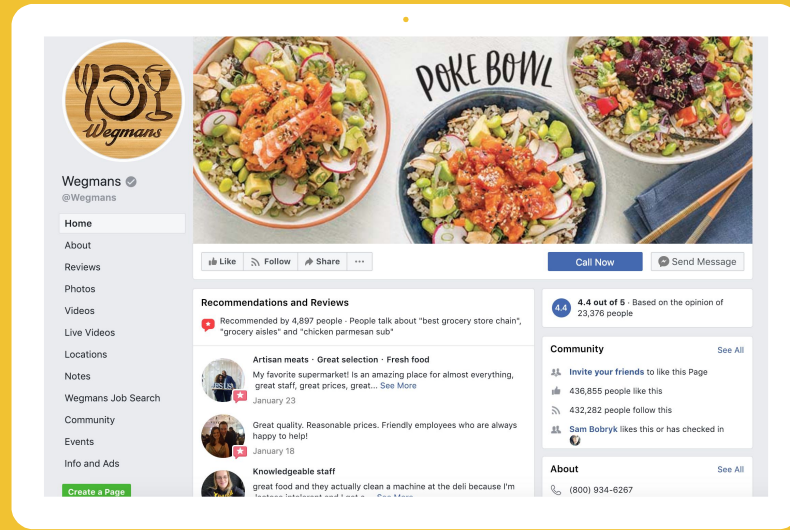 Wegmans
POKE BOWL
Wegmans
@Wegmans
Home
About
Reviews
Photos
Videos
Live Videos
Locations
Notes
Wegmans Job Search
Community
Events
Info and Ads
Create a Page
Like Follow Share ...
Call Now
Send Message
Recommendations and Reviews
Recommended by 4,897 people · People talk about "best grocery store chain",
"grocery aisles" and "chicken parmesan sub"
Artisan meats · Great selection · Fresh food
My favorite supermarket! Is an amazing place for almost everything,
great staff, great prices, great... See More
January 23
Great quality. Reasonable prices. Friendly employees who are always
happy to help!
January 18
Knowledgeable staff
great food and they actually clean a machine at the deli because I'm
4.4
4.4 out of 5 · Based on the opinion of
23,376 people
Community
See All
Invite your friends to like this Page
436,855 people like this
432,282 people follow this
Sam Bobryk likes this or has checked in
About
See All
(800) 934-6267